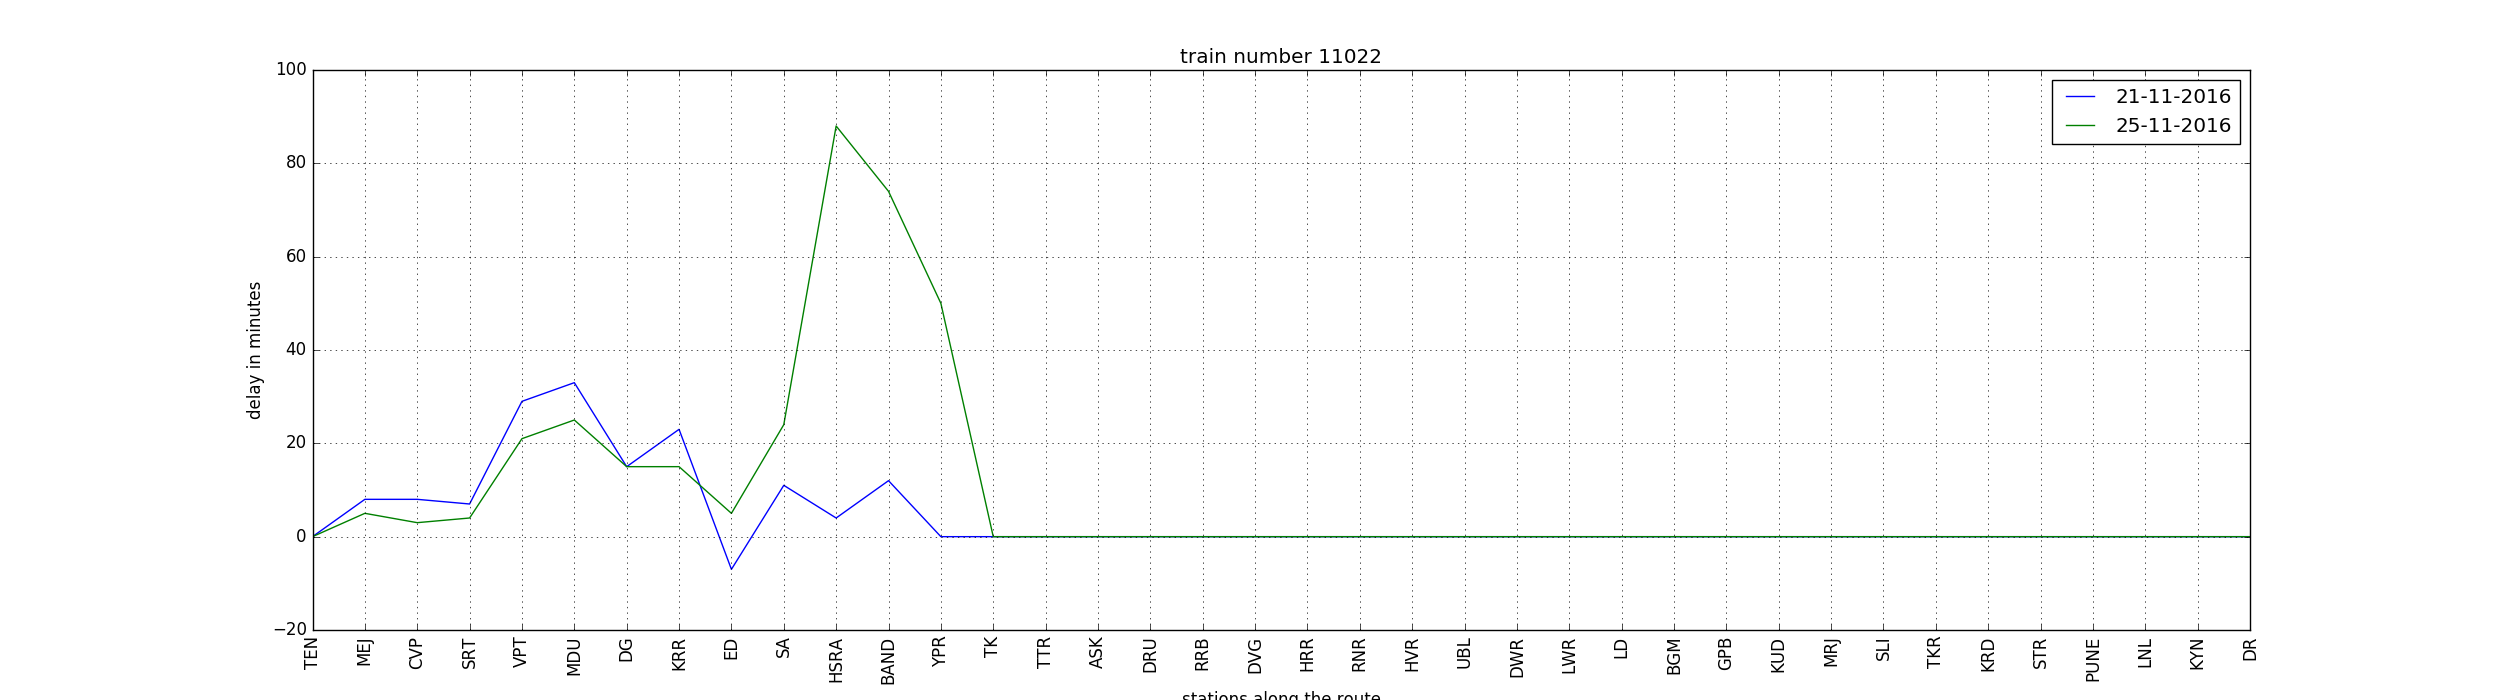 train number 11022
100
80
60
40
20
0
−20
delay in minutes
21-11-2016
25-11-2016
TEN
MEJ
CVP
SRT
VPT
MDU
DG
KRR
ED
SA
HSRA
BAND
YPR
TK
TTR
ASK
DRU
RRB
DVG
HRR
RNR
HVR
UBL
DWR
LWR
LD
BGM
GPB
KUD
MRJ
SLI
TKR
KRD
STR
PUNE
LNL
KYN
DR
stations along the route